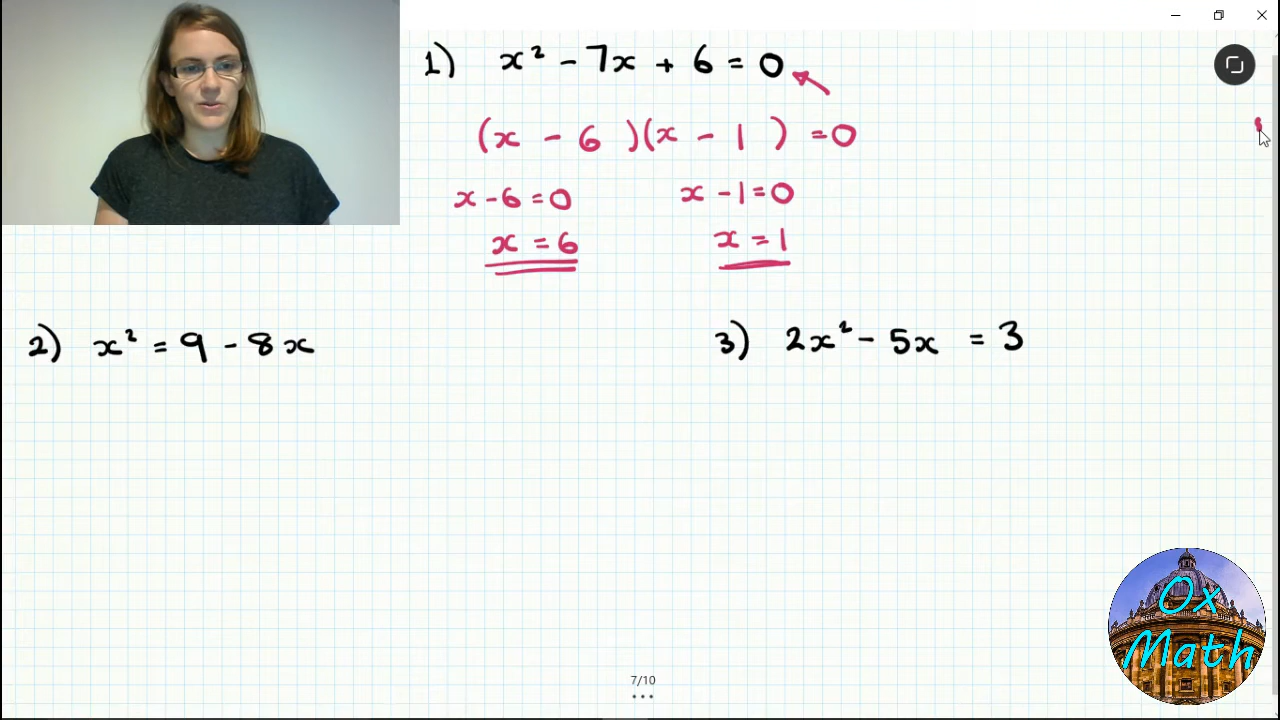 1) x² - 7x + 6 = 0
(x - 6)(x - 1) = 0
x - 6 = 0 x - 1 = 0
x = 6 x = 1
2) x² = 9 - 8x 3) 2x² - 5x = 3
Ox
Math
7/10